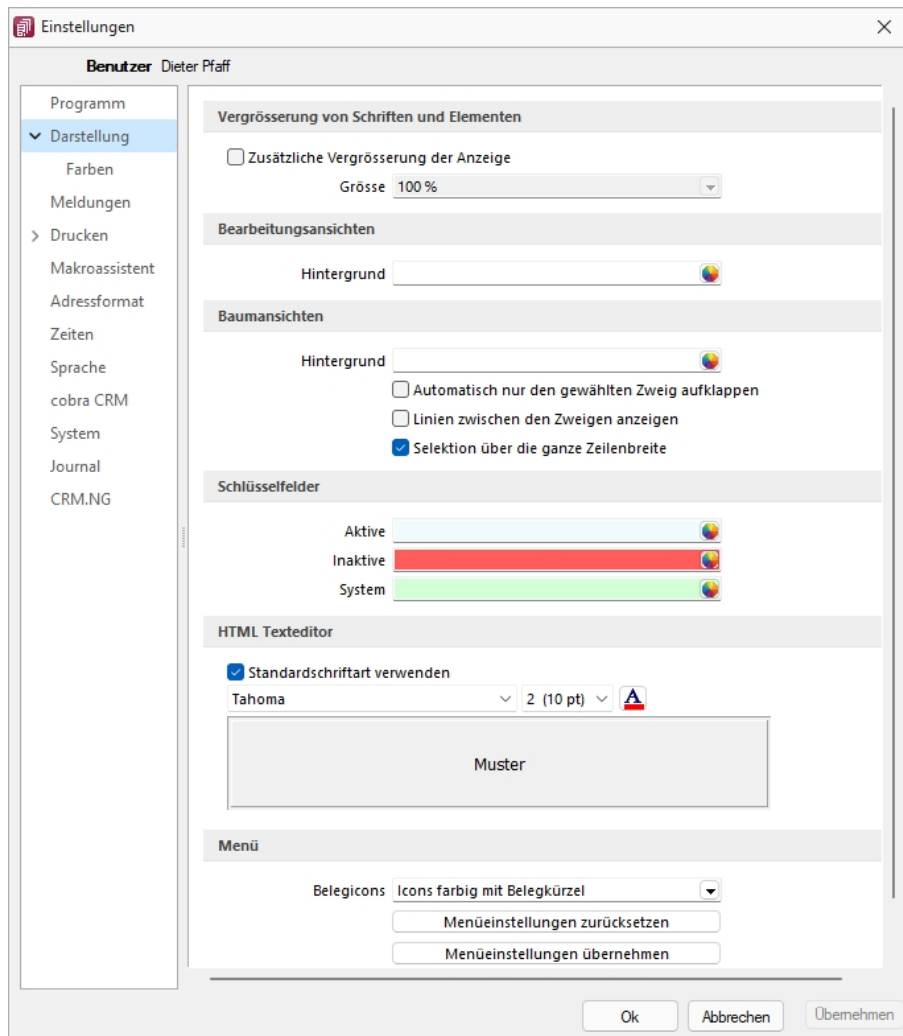 Einstellungen
Benutzer Dieter Pfaff
Programm
Darstellung
Farben
Meldungen
Drucken
Makroassistent
Adressformat
Zeiten
Sprache
cobra CRM
System
Journal
CRM.NG
Vergrösserung von Schriften und Elementen
Zusätzliche Vergrösserung der Anzeige
Grösse 100 %
Bearbeitungsansichten
Hintergrund
Baumansichten
Hintergrund
Automatisch nur den gewählten Zweig aufklappen
Linien zwischen den Zweigen anzeigen
Selektion über die ganze Zeilenbreite
Schlüsselfelder
Aktive
Inaktive
System
HTML Texteditor
Standardschriftart verwenden
Tahoma 2 (10 pt) A
Muster
Menü
Belegicons Icons farbig mit Belegkürzel
Menüeinstellungen zurücksetzen
Menüeinstellungen übernehmen
Ok Abbrechen Übernehmen